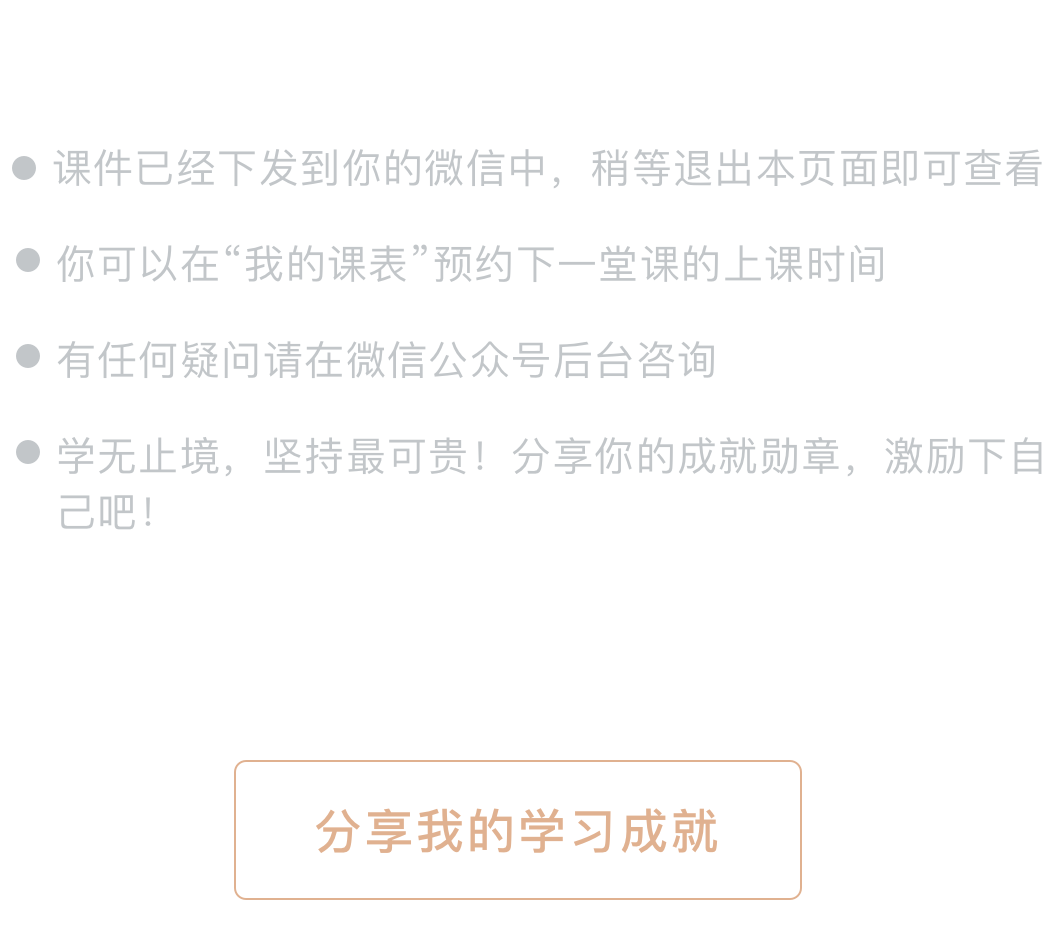 课件已经下发到你的微信中，稍等退出本页面即可查看
你可以在“我的课表”预约下一堂课的上课时间
有任何疑问请在微信公众号后台咨询
学无止境，坚持最可贵！分享你的成就勋章，激励下自
己吧！
分享我的学习成就